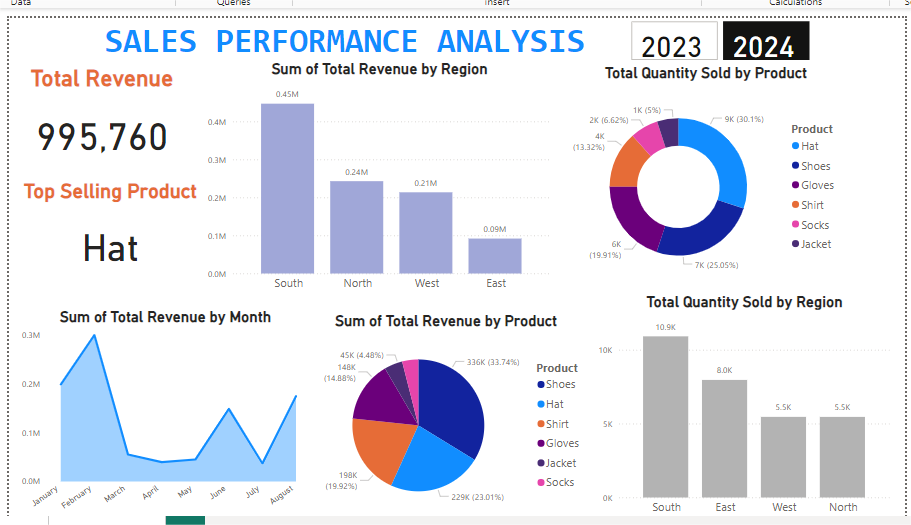 Data Queries Insert Calculations
SALES PERFORMANCE ANALYSIS
2023 2024
Total Revenue
995,760
Top Selling Product
Hat
Sum of Total Revenue by Region
0.45M
0.4M
0.3M
0.24M
0.2M
0.21M
0.1M
0.09M
0.0M
South North West East
Total Quantity Sold by Product
1K (5%)
2K (6.62%)
4K
(13.32%)
6K
(19.91%)
7K (25.05%)
9K (30.1%)
Product
Hat
Shoes
Gloves
Shirt
Socks
Jacket
Sum of Total Revenue by Month
0.3M
0.2M
0.1M
0.0M
January February March April May June July August
Sum of Total Revenue by Product
45K (4.48%)
148K
(14.88%)
198K
(19.92%)
229K (23.01%)
336K (33.74%)
Product
Shoes
Hat
Shirt
Gloves
Jacket
Socks
Total Quantity Sold by Region
10.9K
10K
8.0K
5K
5.5K
5.5K
0K
South East West North